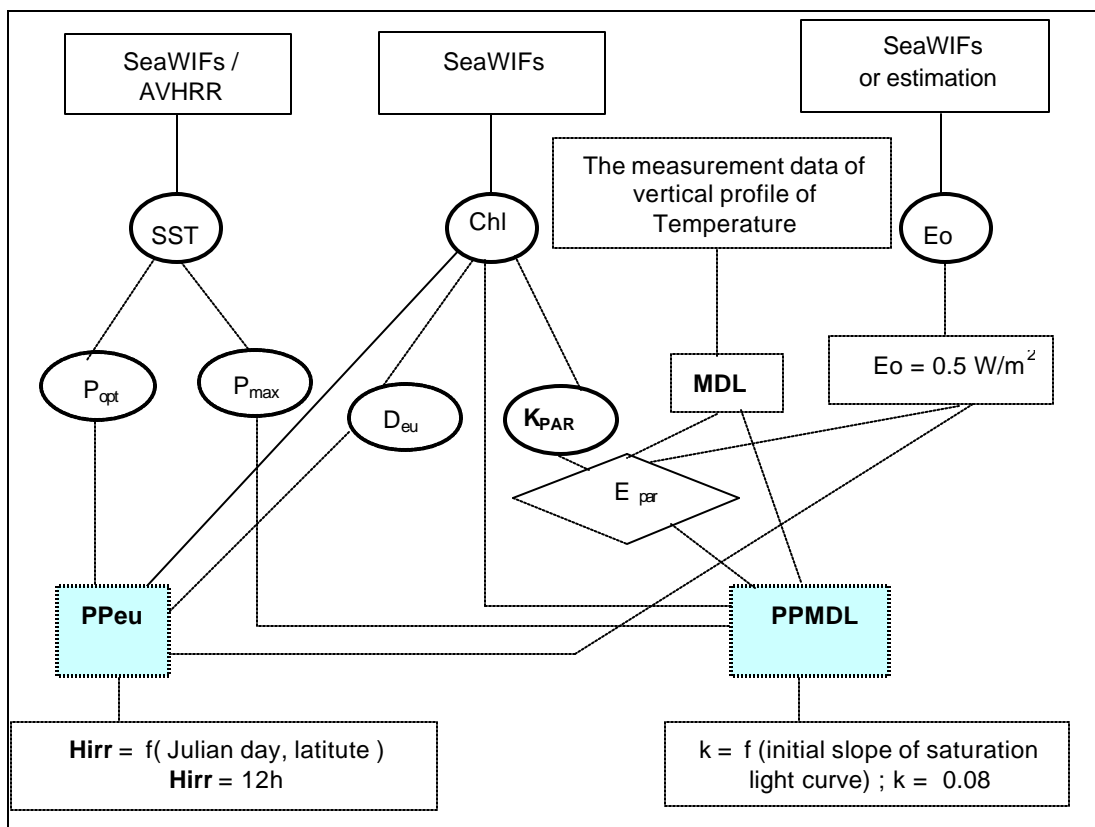 SeaWIFs /
AVHRR
SeaWIFs
SeaWIFs
or estimation
The measurement data of
vertical profile of
Temperature
SST
Chl
Eo
Popt
Pmax
Deu
KPAR
MDL
Eo = 0.5 W/m²
E par
PPeu
PPMDL
Hirr = f( Julian day, latitute )
Hirr = 12h
k = f (initial slope of saturation
light curve) ; k = 0.08